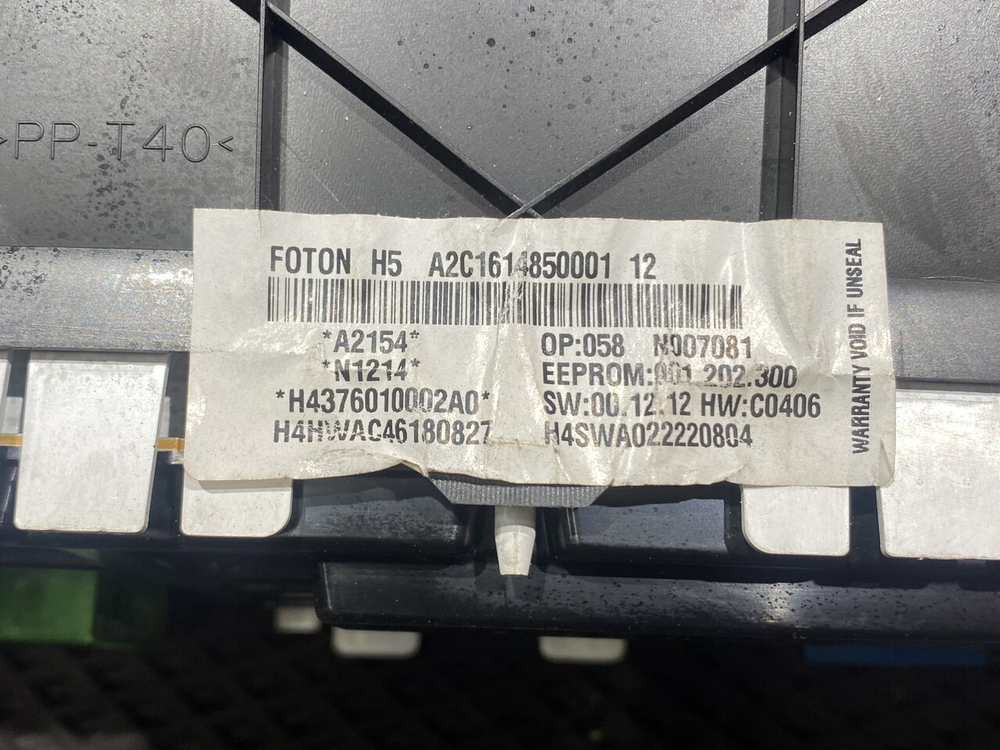 >PP-T40<
FOTON H5 A2C1614850001 12
*A2154* OP:058 N007081
*N1214* EEPROM:001.202.300
*H4376010002A0* SW:00.12.12 HW:C0406
H4HWAC46180827 H4SWA022220804
WARRANTY VOID IF UNSEAL